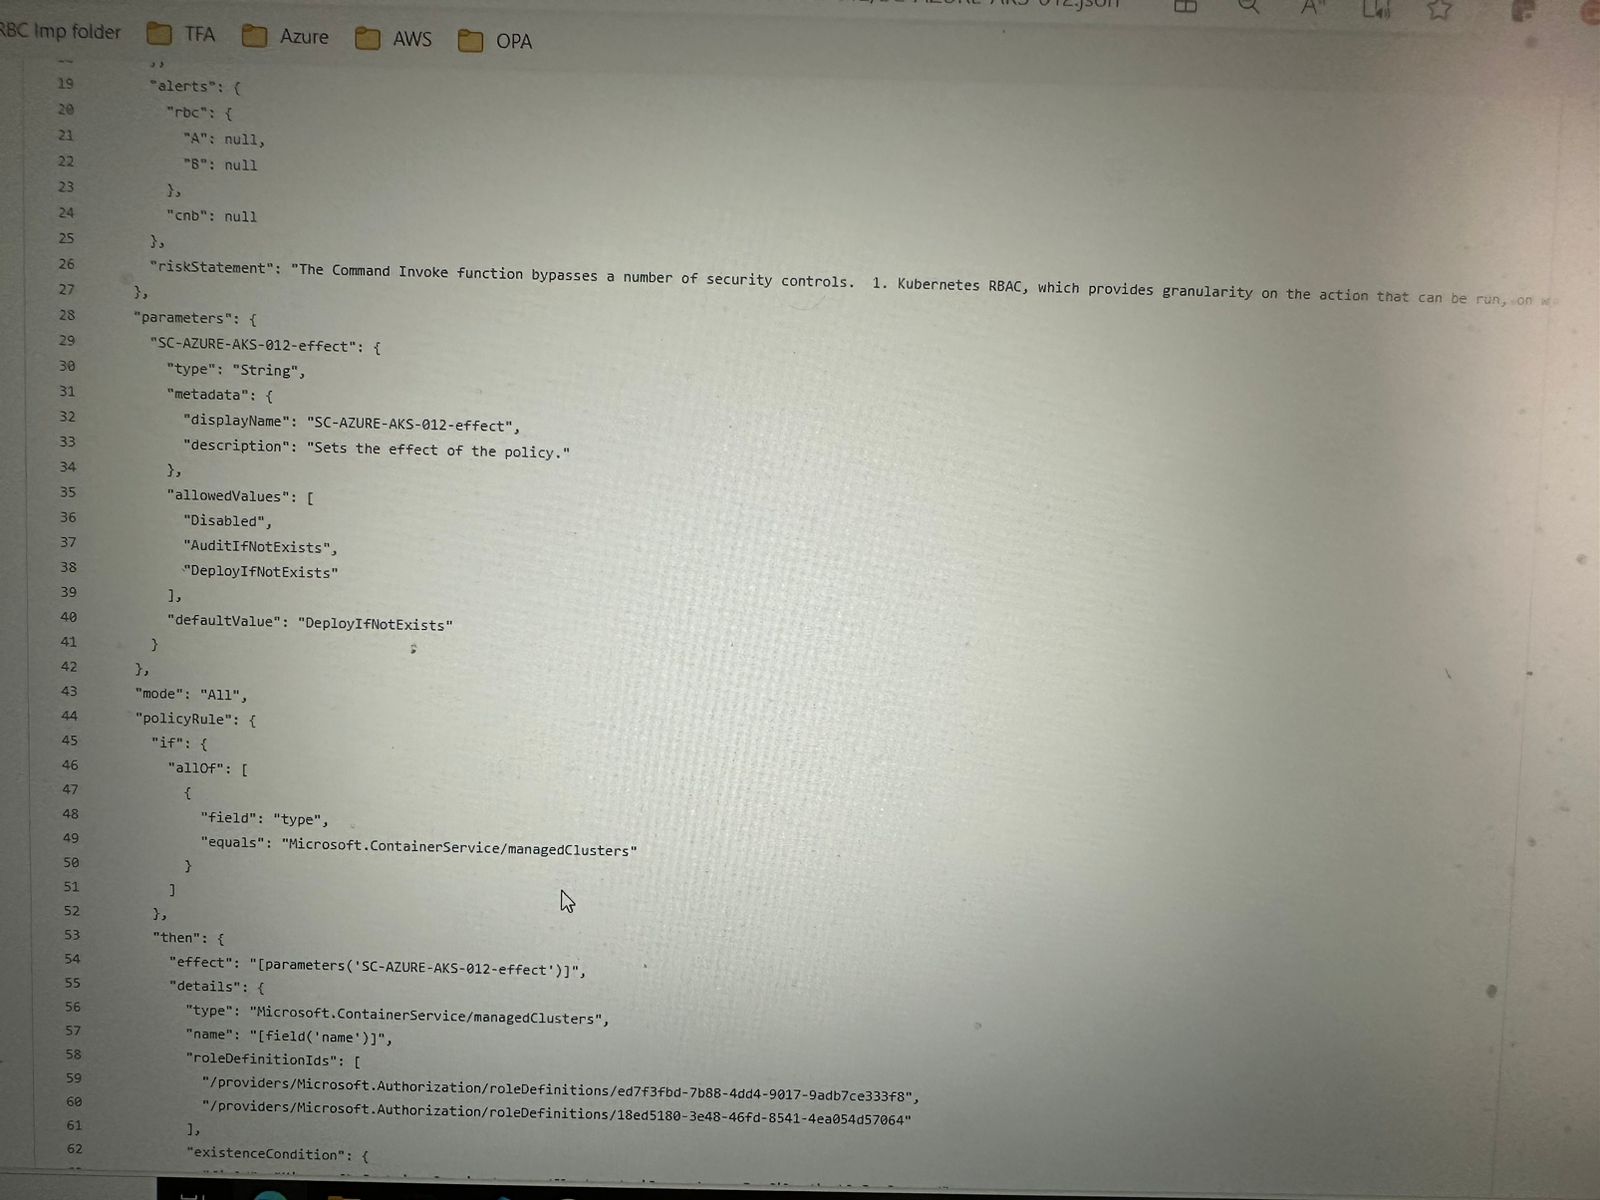 RBC Imp folder TFA Azure AWS OPA
19 "alerts": {
20 "rbc": {
21 "A": null,
22 "B": null
23 },
24 "cnb": null
25 },
26 "riskStatement": "The Command Invoke function bypasses a number of security controls.  1. Kubernetes RBAC, which provides granularity on the action that can be run, on
27 },
28 "parameters": {
29 "SC-AZURE-AKS-012-effect": {
30 "type": "String",
31 "metadata": {
32 "displayName": "SC-AZURE-AKS-012-effect",
33 "description": "Sets the effect of the policy."
34 },
35 "allowedValues": [
36 "Disabled",
37 "AuditIfNotExists",
38 "DeployIfNotExists"
39 ],
40 "defaultValue": "DeployIfNotExists"
41 }
42 },
43 "mode": "All",
44 "policyRule": {
45 "if": {
46 "allOf": [
47 {
48 "field": "type",
49 "equals": "Microsoft.ContainerService/managedClusters"
50 }
51 ]
52 },
53 "then": {
54 "effect": "[parameters('SC-AZURE-AKS-012-effect')]",
55 "details": {
56 "type": "Microsoft.ContainerService/managedClusters",
57 "name": "[field('name')]",
58 "roleDefinitionIds": [
59 "/providers/Microsoft.Authorization/roleDefinitions/ed7f3fbd-7b88-4dd4-9017-9adb7ce333f8",
60 "/providers/Microsoft.Authorization/roleDefinitions/18ed5180-3e48-46fd-8541-4ea054d57064"
61 ],
62 "existenceCondition": {